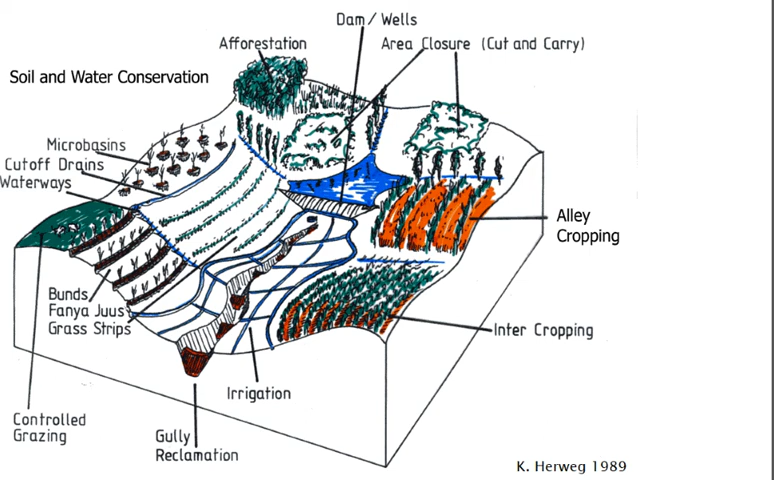 Dam/ Wells
Afforestation
Area Closure (Cut and Carry)
Soil and Water Conservation
Microbasins
Cutoff Drains
Waterways
Alley
Cropping
Bunds
Fanya Juus
Grass Strips
Inter Cropping
Irrigation
Controlled
Grazing
Gully
Reclamation
K. Herweg 1989